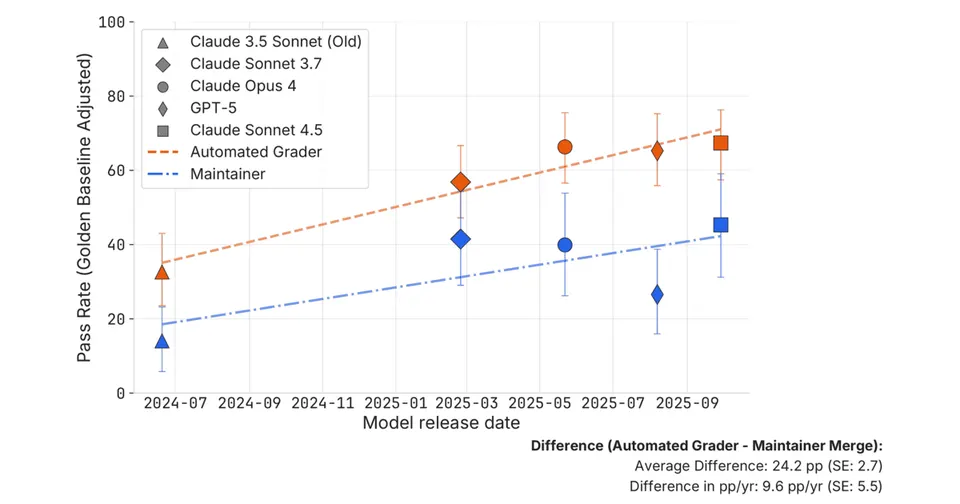 100
80
60
40
20
0
Pass Rate (Golden Baseline Adjusted)
Claude 3.5 Sonnet (Old)
Claude Sonnet 3.7
Claude Opus 4
GPT-5
Claude Sonnet 4.5
Automated Grader
Maintainer
2024-07 2024-09 2024-11 2025-01 2025-03 2025-05 2025-07 2025-09
Model release date
Difference (Automated Grader - Maintainer Merge):
Average Difference: 24.2 pp (SE: 2.7)
Difference in pp/yr: 9.6 pp/yr (SE: 5.5)